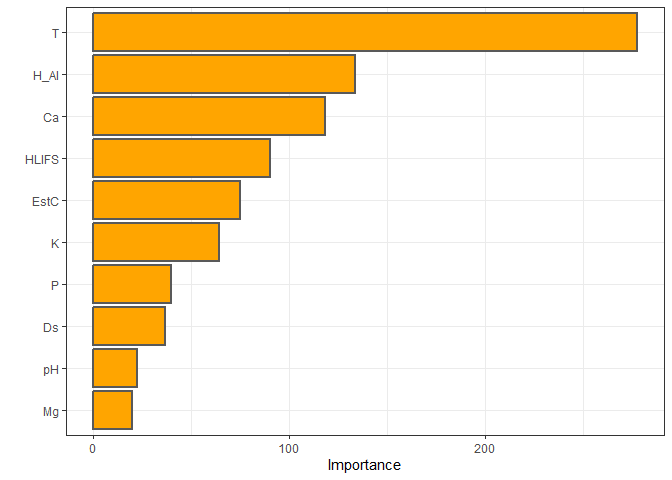 T
H_Al
Ca
HLIFS
EstC
K
P
Ds
pH
Mg
0 100 200
Importance